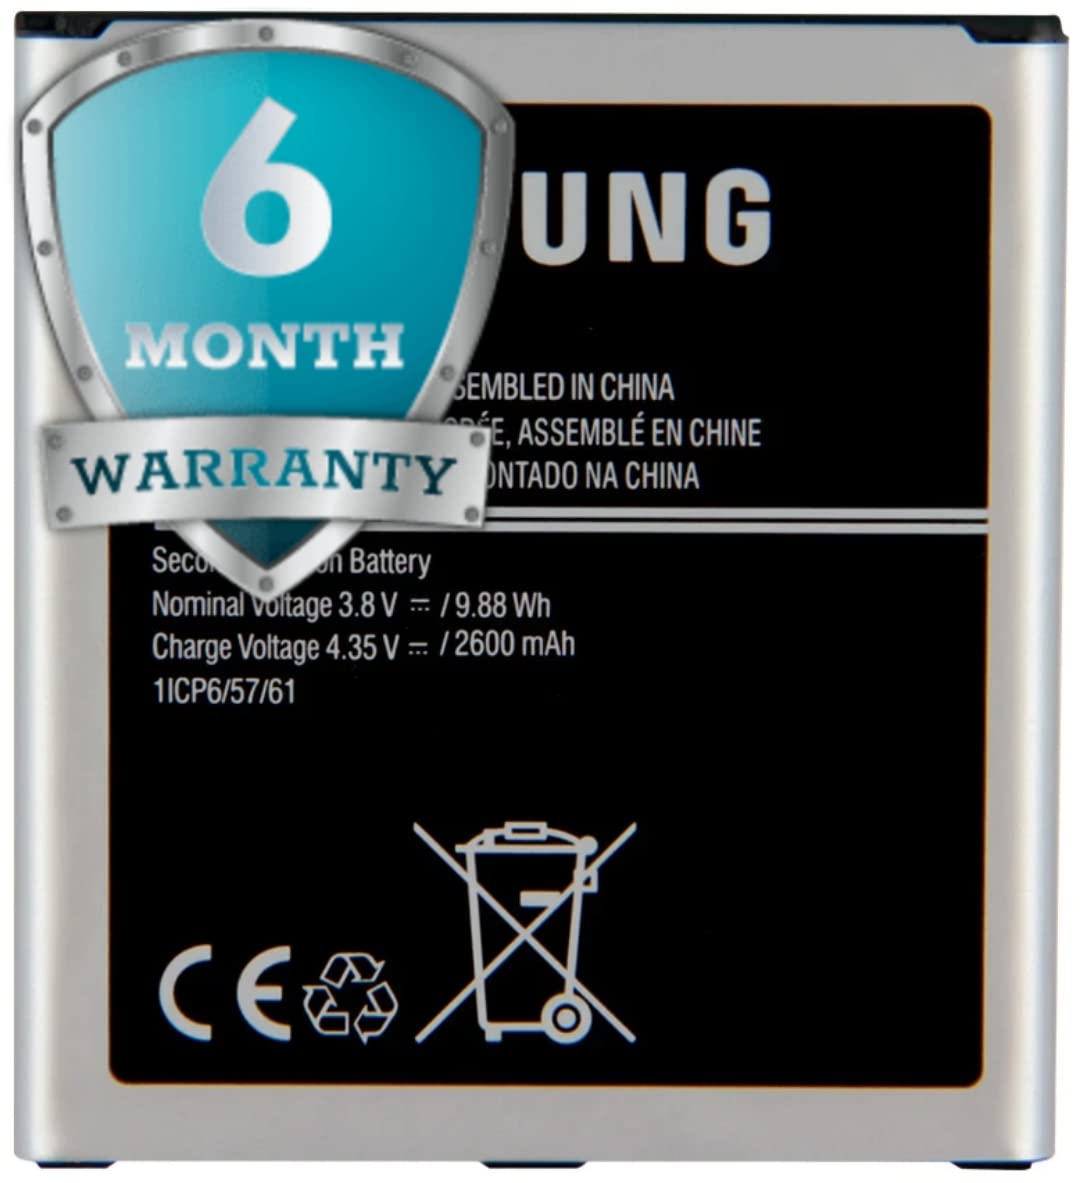 6
MONTH
WARRANTY
UNG
SEMBLED IN CHINA
ORÉE, ASSEMBLÉ EN CHINE
ONTADO NA CHINA
Battery
Nominal Voltage 3.8 V ⎓ / 9.88 Wh
Charge Voltage 4.35 V ⎓ / 2600 mAh
1ICP6/57/61
CE